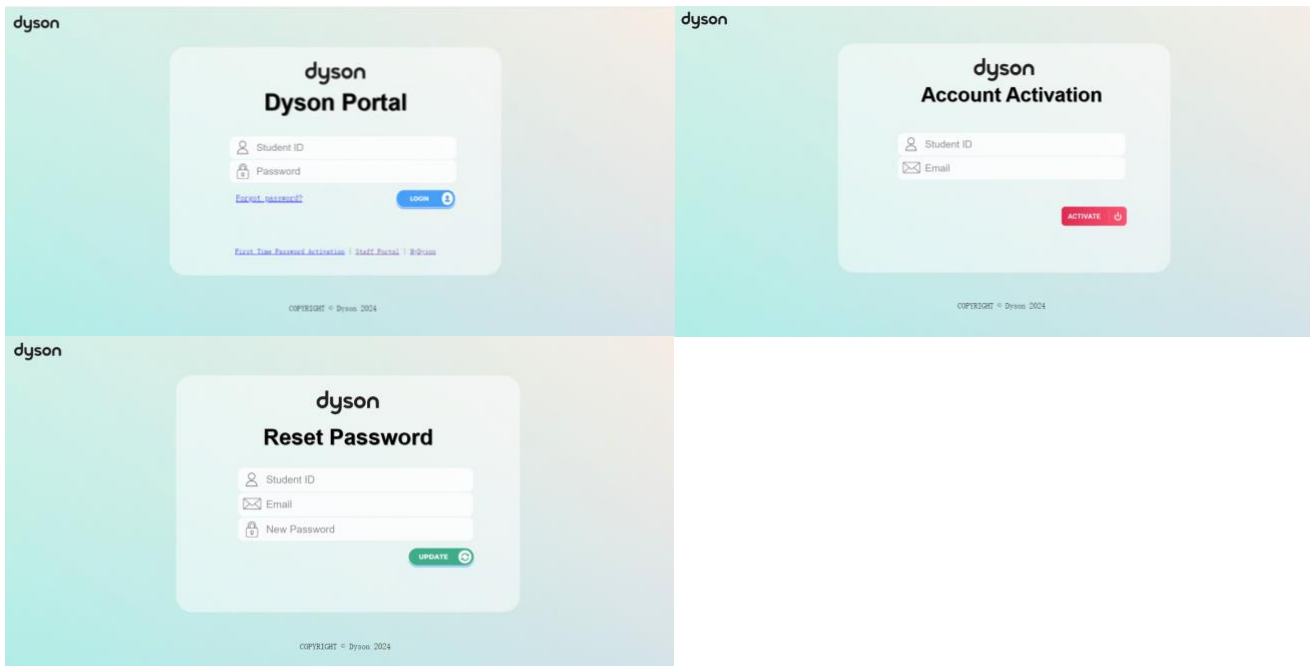 dyson
dyson
Dyson Portal
Student ID
Password
Forgot password?
LOGIN
First Time Password Activation | Staff Portal | MyDyson
COPYRIGHT © Dyson 2024
dyson
dyson
Account Activation
Student ID
Email
ACTIVATE
COPYRIGHT © Dyson 2024
dyson
dyson
Reset Password
Student ID
Email
New Password
UPDATE
COPYRIGHT © Dyson 2024